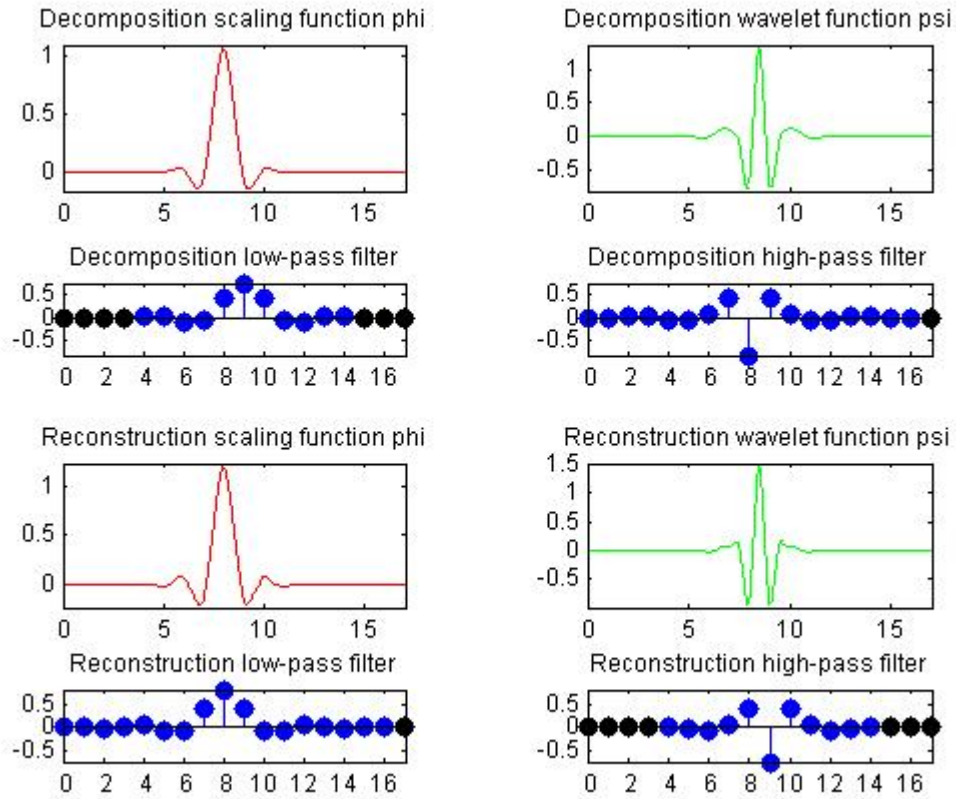 Decomposition scaling function phi
1
0.5
0
0 5 10 15
Decomposition wavelet function psi
1
0
-0.5
0 5 10 15
Decomposition low-pass filter
0.5
0
-0.5
0 2 4 6 8 10 12 14 16
Decomposition high-pass filter
0.5
0
-0.5
0 2 4 6 8 10 12 14 16
Reconstruction scaling function phi
1
0.5
0
0 5 10 15
Reconstruction wavelet function psi
1.5
1
0.5
0
-0.5
0 5 10 15
Reconstruction low-pass filter
0.5
0
-0.5
0 2 4 6 8 10 12 14 16
Reconstruction high-pass filter
0.5
0
-0.5
0 2 4 6 8 10 12 14 16